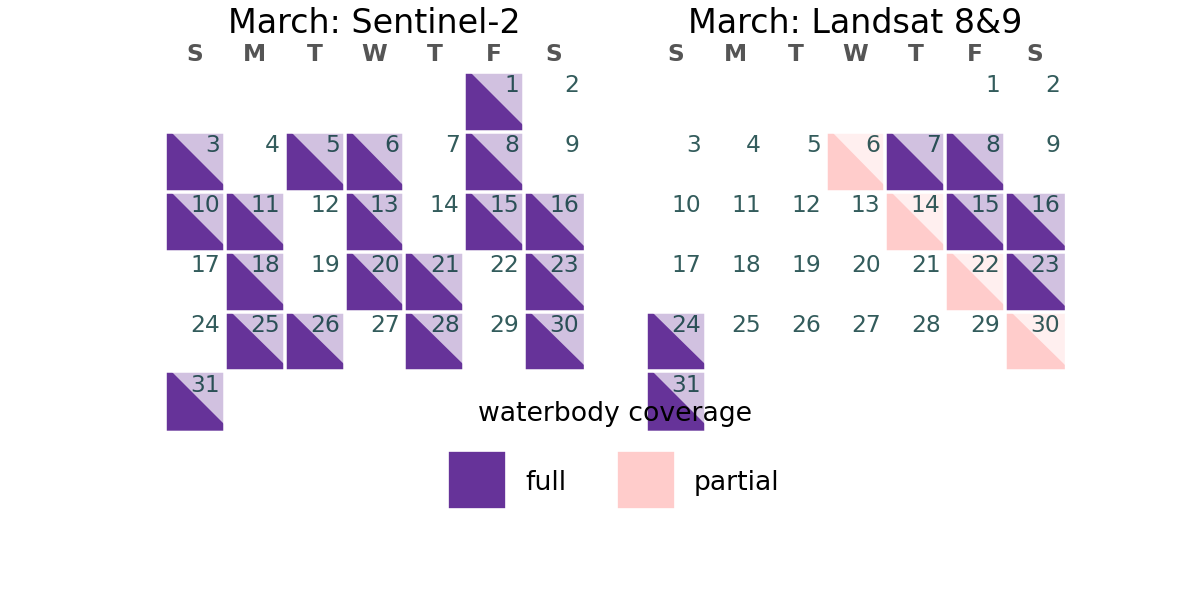 March: Sentinel-2
S M T W T F S
1 2
3 4 5 6 7 8 9
10 11 12 13 14 15 16
17 18 19 20 21 22 23
24 25 26 27 28 29 30
31
March: Landsat 8&9
S M T W T F S
1 2
3 4 5 6 7 8 9
10 11 12 13 14 15 16
17 18 19 20 21 22 23
24 25 26 27 28 29 30
31
waterbody coverage
full partial